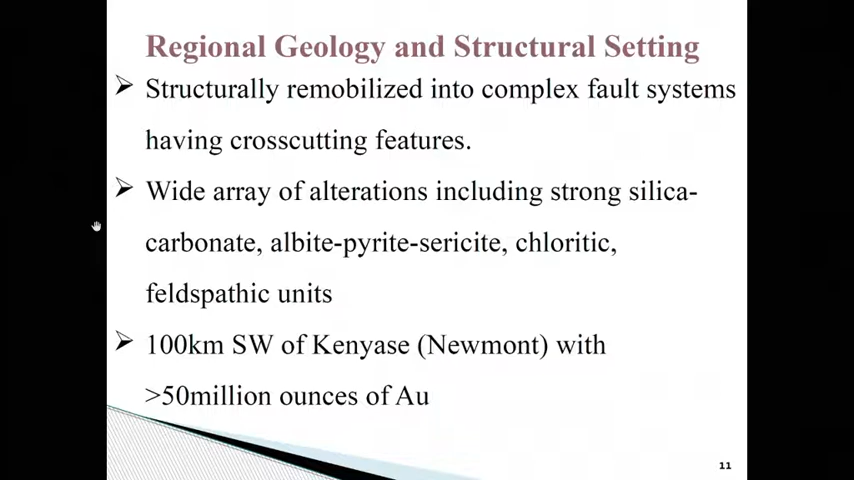 Regional Geology and Structural Setting
Structurally remobilized into complex fault systems
having crosscutting features.
Wide array of alterations including strong silica-
carbonate, albite-pyrite-sericite, chloritic,
feldspathic units
100km SW of Kenyase (Newmont) with
>50million ounces of Au
11